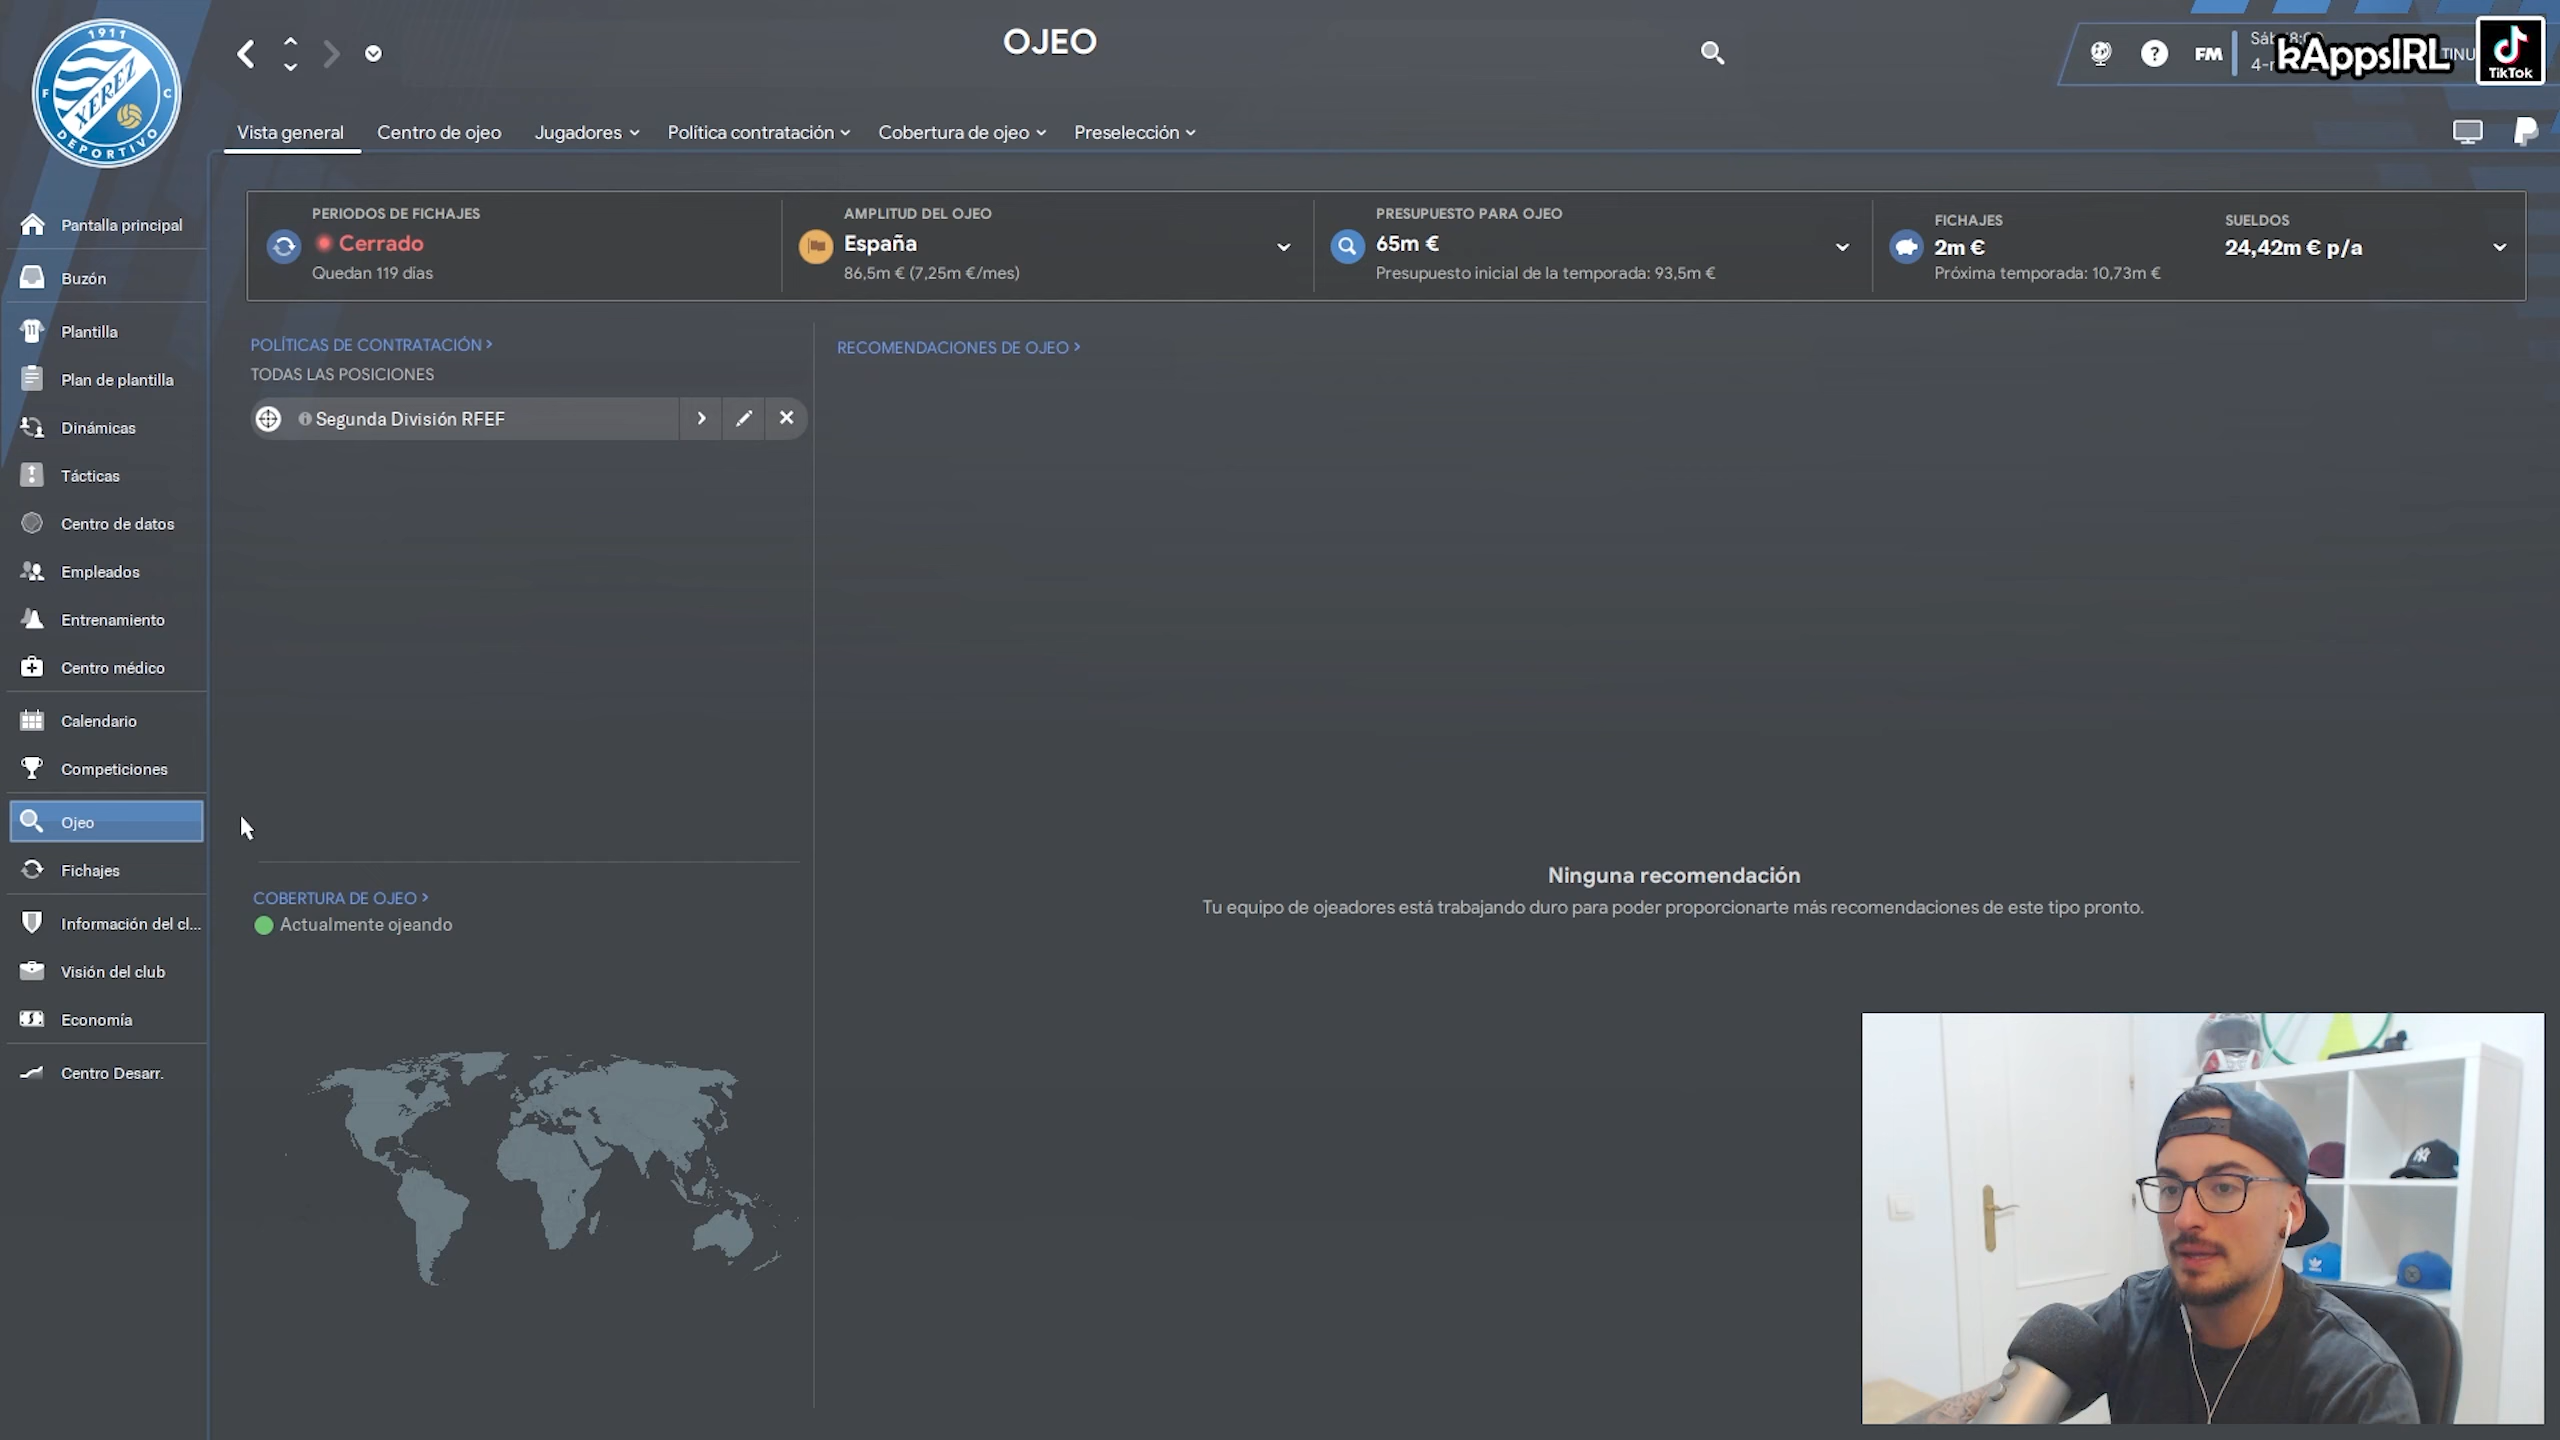 1911
XEREZ
F C
DEPORTIVO
OJEO
FM
Sáb
4-
kAppsIRL
TINU
TikTok
Vista general
Centro de ojeo
Jugadores
Política contratación
Cobertura de ojeo
Preselección
Pantalla principal
Buzón
11
Plantilla
Plan de plantilla
Dinámicas
Tácticas
Centro de datos
Empleados
Entrenamiento
Centro médico
Calendario
Competiciones
Ojeo
Fichajes
Información del cl...
Visión del club
Economía
Centro Desarr.
PERIODOS DE FICHAJES
Cerrado
Quedan 119 días
AMPLITUD DEL OJEO
España
86,5m € (7,25m €/mes)
PRESUPUESTO PARA OJEO
65m €
Presupuesto inicial de la temporada: 93,5m €
FICHAJES
2m €
Próxima temporada: 10,73m €
SUELDOS
24,42m € p/a
POLÍTICAS DE CONTRATACIÓN >
TODAS LAS POSICIONES
Segunda División RFEF
RECOMENDACIONES DE OJEO >
Ninguna recomendación
Tu equipo de ojeadores está trabajando duro para poder proporcionarte más recomendaciones de este tipo pronto.
COBERTURA DE OJEO >
Actualmente ojeando